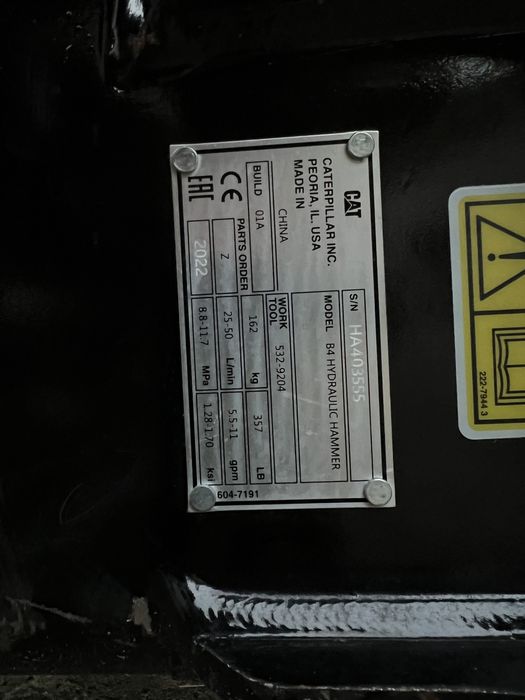 CAT
CATERPILLAR INC.
PEORIA, IL. USA
MADE IN
CHINA
S/N HA403555
MODEL B4 HYDRAULIC HAMMER
WORK TOOL 532-9204
BUILD 01A
162 kg 357 LB
PARTS ORDER
CE Z 25-50 L/min 5.5-11 gpm
EAC 2022 8.8-11.7 MPa 1.28-1.70 ksi
604-7191
222-7944 3